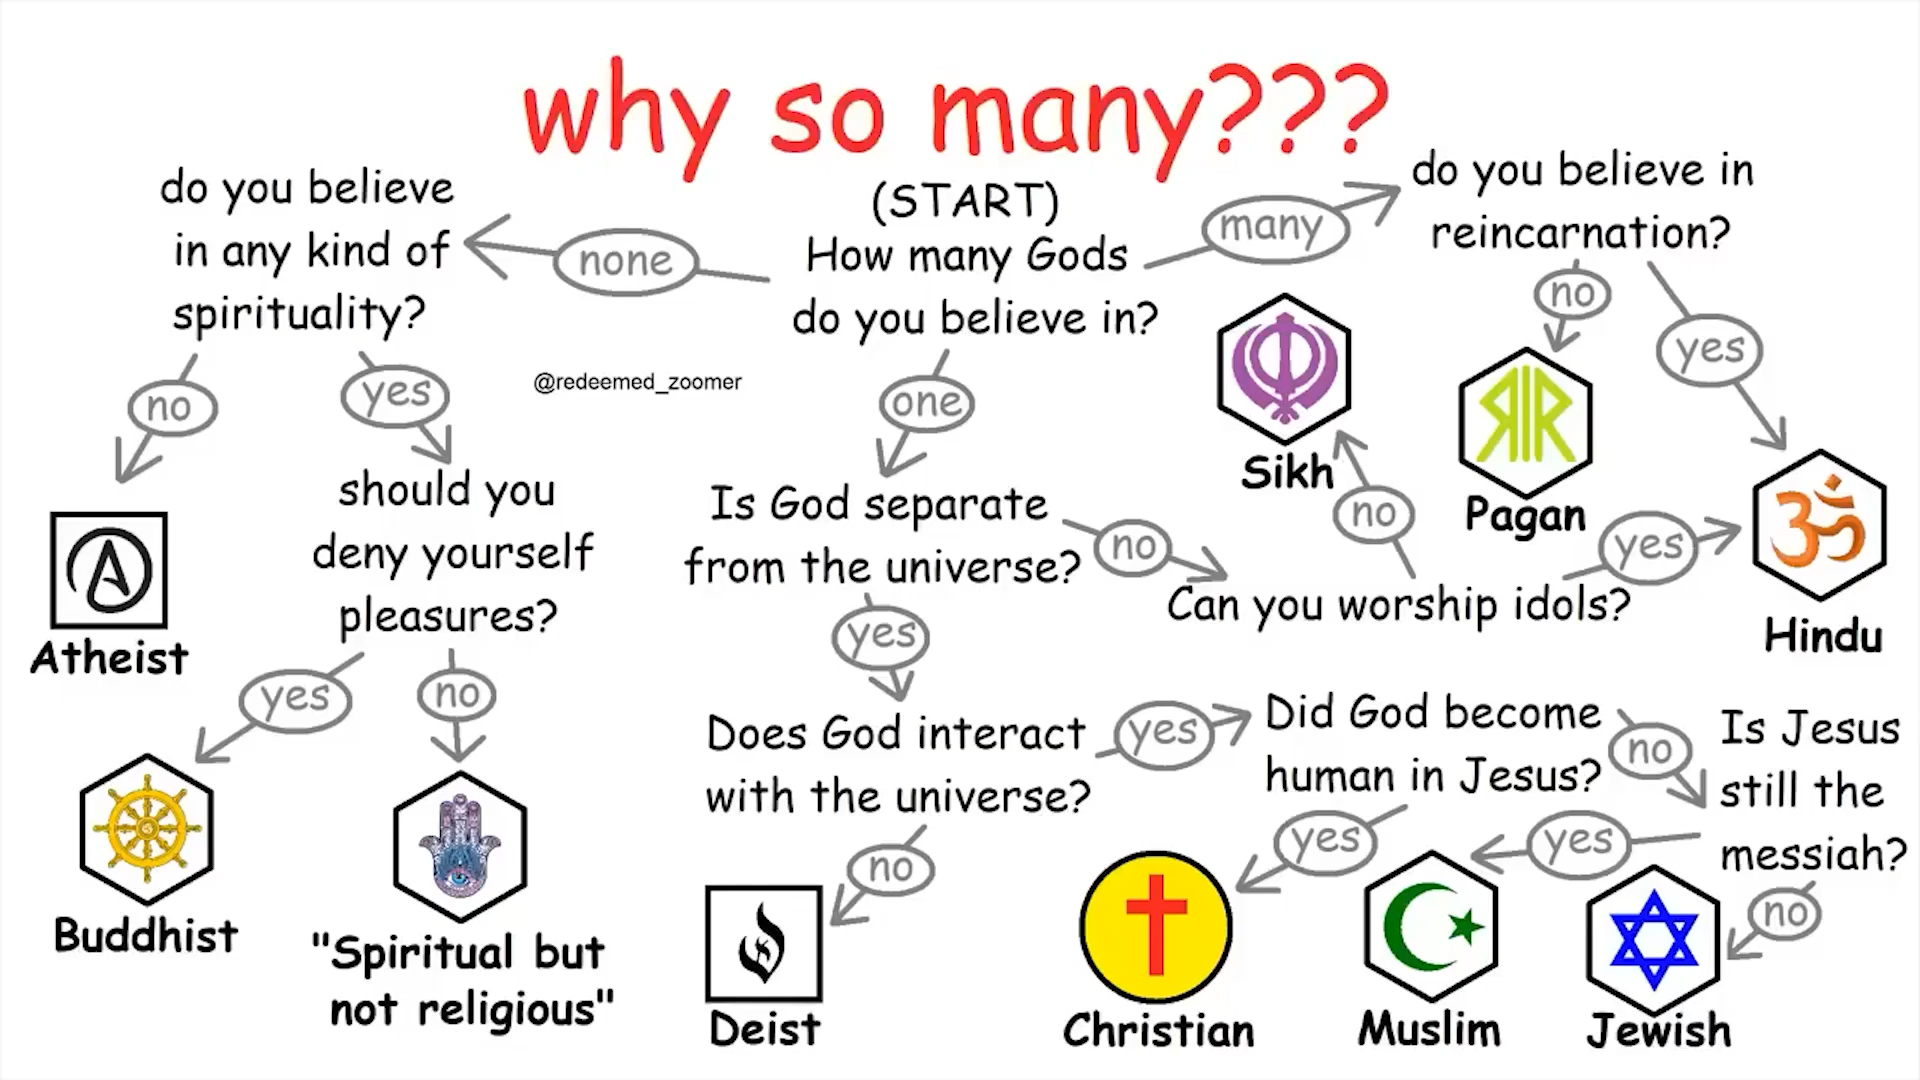 why so many???
(START)
How many Gods
do you believe in?
none
do you believe
in any kind of
spirituality?
no
Atheist
yes
should you
deny yourself
pleasures?
yes
Buddhist
no
"Spiritual but
not religious"
@redeemed_zoomer
many
do you believe in
reincarnation?
no
Pagan
yes
Hindu
one
Is God separate
from the universe?
no
Can you worship idols?
no
Sikh
yes
yes
Does God interact
with the universe?
no
Deist
yes
Did God become
human in Jesus?
yes
Christian
no
Is Jesus
still the
messiah?
yes
Muslim
no
Jewish